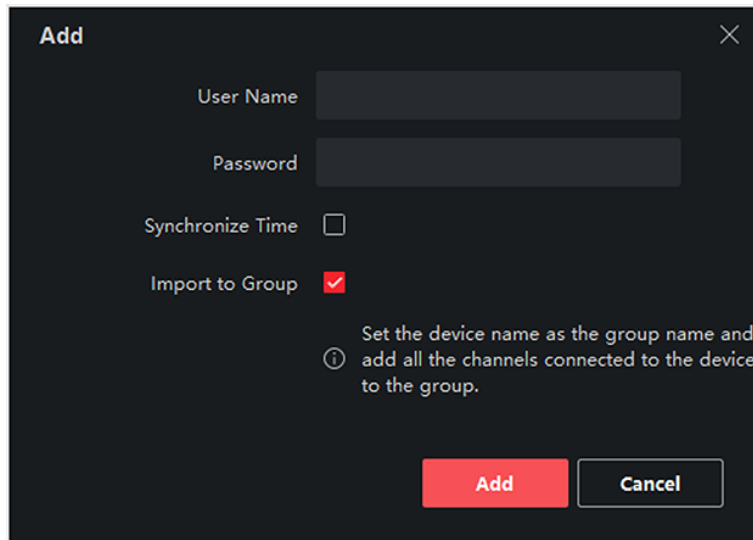 Add
User Name
Password
Synchronize Time
Import to Group
Set the device name as the group name and
add all the channels connected to the device
to the group.
Add
Cancel